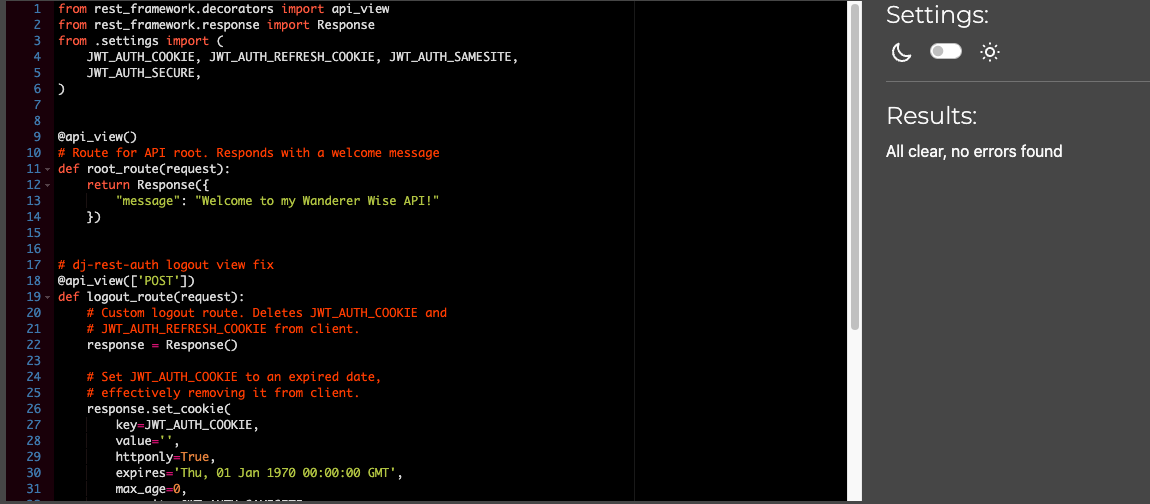 1 from rest_framework.decorators import api_view
2 from rest_framework.response import Response
3 from .settings import (
4     JWT_AUTH_COOKIE, JWT_AUTH_REFRESH_COOKIE, JWT_AUTH_SAMESITE,
5     JWT_AUTH_SECURE,
6 )
7
8
9 @api_view()
10 # Route for API root. Responds with a welcome message
11 def root_route(request):
12     return Response({
13         "message": "Welcome to my Wanderer Wise API!"
14     })
15
16
17 # dj-rest-auth logout view fix
18 @api_view(['POST'])
19 def logout_route(request):
20     # Custom logout route. Deletes JWT_AUTH_COOKIE and
21     # JWT_AUTH_REFRESH_COOKIE from client.
22     response = Response()
23
24     # Set JWT_AUTH_COOKIE to an expired date,
25     # effectively removing it from client.
26     response.set_cookie(
27         key=JWT_AUTH_COOKIE,
28         value='',
29         httponly=True,
30         expires='Thu, 01 Jan 1970 00:00:00 GMT',
31         max_age=0,
Settings:
Results:
All clear, no errors found